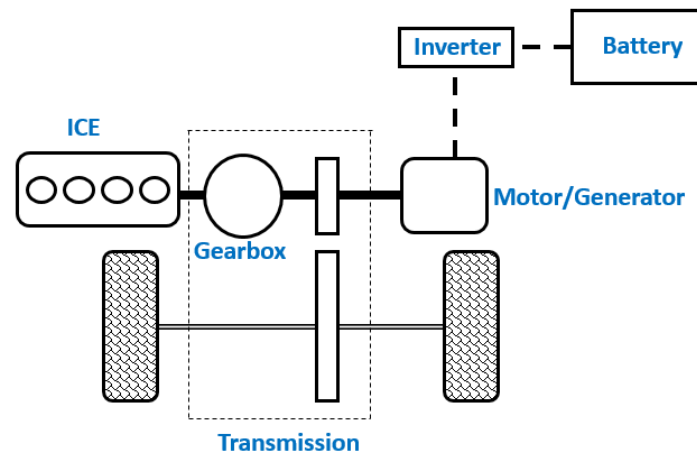 Inverter
Battery
ICE
Motor/Generator
Gearbox
Transmission